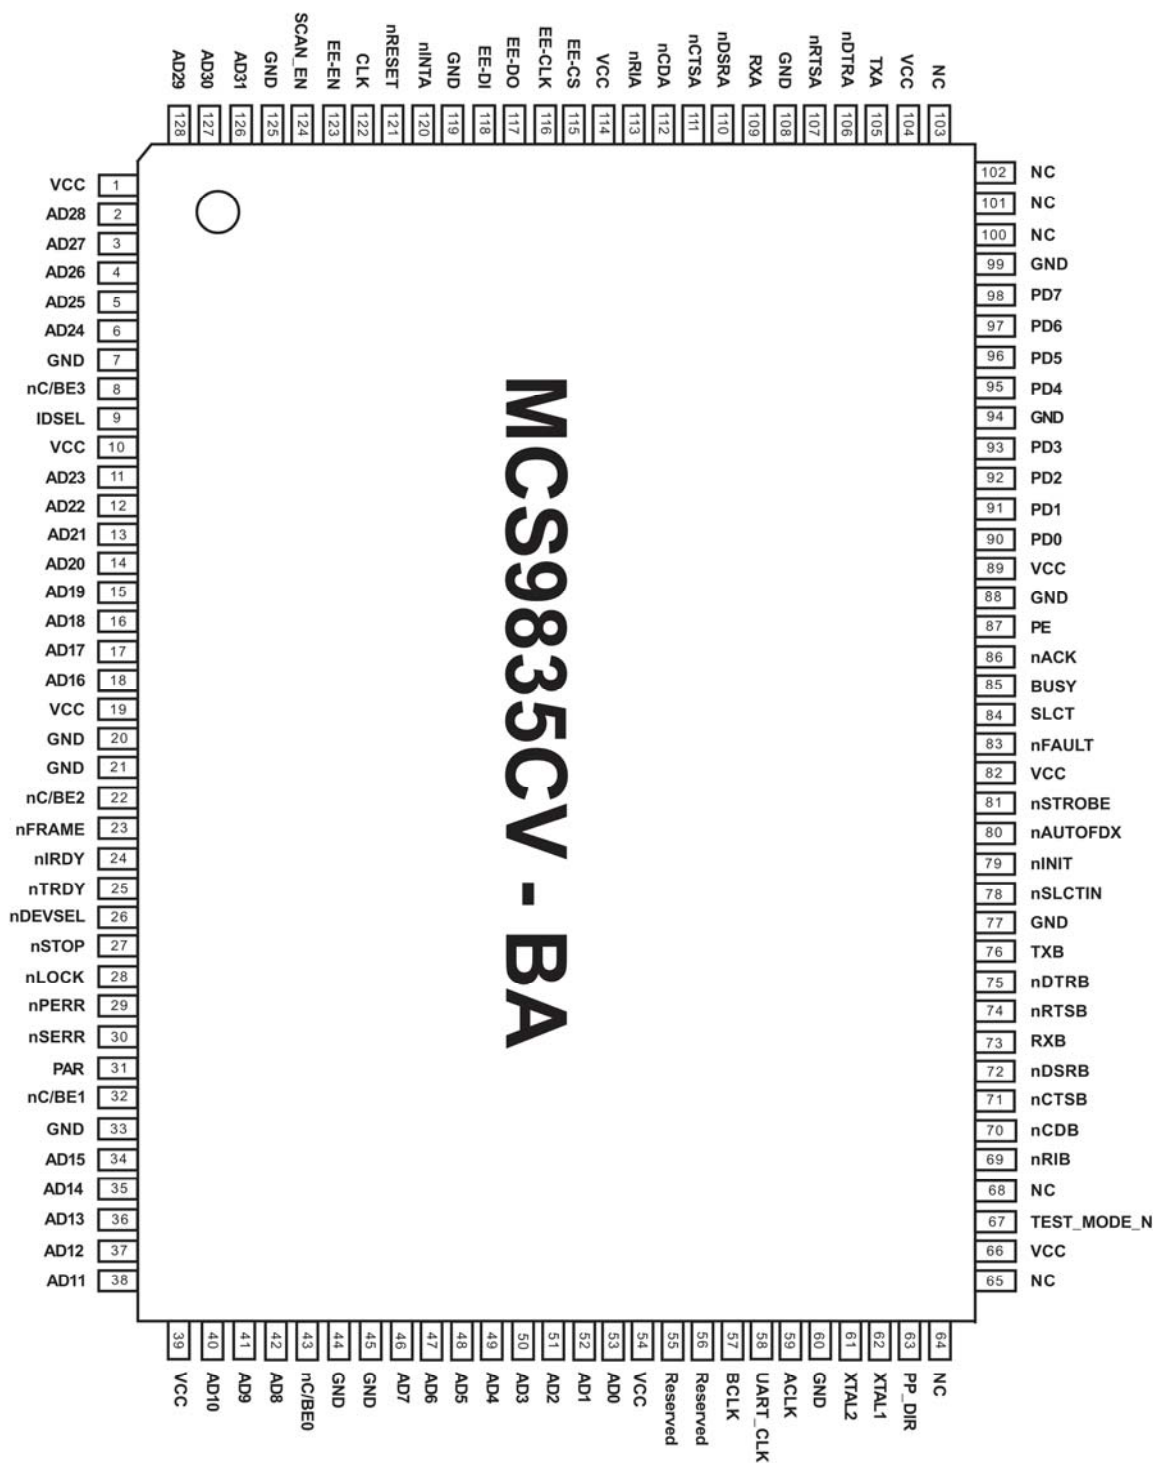 AD29 AD30 AD31 GND SCAN_EN EE-EN CLK nRESET nINTA GND EE-DI EE-DO EE-CLK EE-CS VCC nRIA nCDA nCTSA nDSRA RXA GND nRTSA nDTRA TXA VCC NC
128 127 126 125 124 123 122 121 120 119 118 117 116 115 114 113 112 111 110 109 108 107 106 105 104 103
VCC 1
AD28 2
AD27 3
AD26 4
AD25 5
AD24 6
GND 7
nC/BE3 8
IDSEL 9
VCC 10
AD23 11
AD22 12
AD21 13
AD20 14
AD19 15
AD18 16
AD17 17
AD16 18
VCC 19
GND 20
GND 21
nC/BE2 22
nFRAME 23
nIRDY 24
nTRDY 25
nDEVSEL 26
nSTOP 27
nLOCK 28
nPERR 29
nSERR 30
PAR 31
nC/BE1 32
GND 33
AD15 34
AD14 35
AD13 36
AD12 37
AD11 38
MCS9835CV - BA
102 NC
101 NC
100 NC
99 GND
98 PD7
97 PD6
96 PD5
95 PD4
94 GND
93 PD3
92 PD2
91 PD1
90 PD0
89 VCC
88 GND
87 PE
86 nACK
85 BUSY
84 SLCT
83 nFAULT
82 VCC
81 nSTROBE
80 nAUTOFDX
79 nINIT
78 nSLCTIN
77 GND
76 TXB
75 nDTRB
74 nRTSB
73 RXB
72 nDSRB
71 nCTSB
70 nCDB
69 nRIB
68 NC
67 TEST_MODE_N
66 VCC
65 NC
39 40 41 42 43 44 45 46 47 48 49 50 51 52 53 54 55 56 57 58 59 60 61 62 63 64
VCC AD10 AD9 AD8 nC/BE0 GND GND AD7 AD6 AD5 AD4 AD3 AD2 AD1 AD0 VCC Reserved Reserved BCLK UART_CLK ACLK GND XTAL2 XTAL1 PP_DIR NC